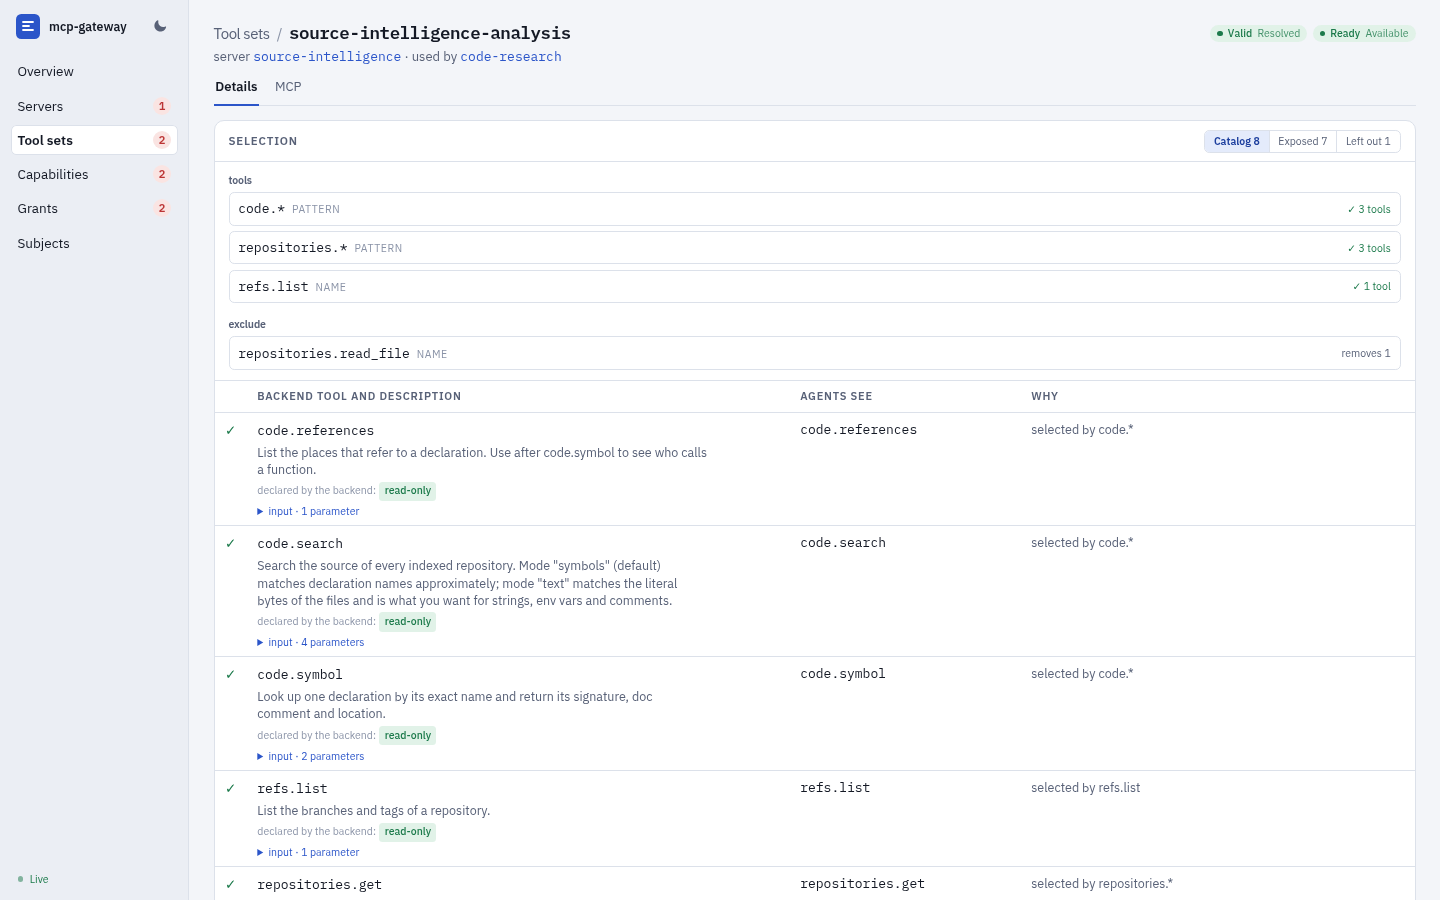 mcp-gateway
Overview
Servers 1
Tool sets 2
Capabilities 2
Grants 2
Subjects
Live
Tool sets / source-intelligence-analysis
Valid Resolved
Ready Available
server source-intelligence · used by code-research
Details MCP
SELECTION
Catalog 8 Exposed 7 Left out 1
tools
code.* PATTERN ✓ 3 tools
repositories.* PATTERN ✓ 3 tools
refs.list NAME ✓ 1 tool
exclude
repositories.read_file NAME removes 1
BACKEND TOOL AND DESCRIPTION AGENTS SEE WHY
✓ code.references code.references selected by code.*
List the places that refer to a declaration. Use after code.symbol to see who calls
a function.
declared by the backend: read-only
▶ input · 1 parameter
✓ code.search code.search selected by code.*
Search the source of every indexed repository. Mode "symbols" (default)
matches declaration names approximately; mode "text" matches the literal
bytes of the files and is what you want for strings, env vars and comments.
declared by the backend: read-only
▶ input · 4 parameters
✓ code.symbol code.symbol selected by code.*
Look up one declaration by its exact name and return its signature, doc
comment and location.
declared by the backend: read-only
▶ input · 2 parameters
✓ refs.list refs.list selected by refs.list
List the branches and tags of a repository.
declared by the backend: read-only
▶ input · 1 parameter
✓ repositories.get repositories.get selected by repositories.*